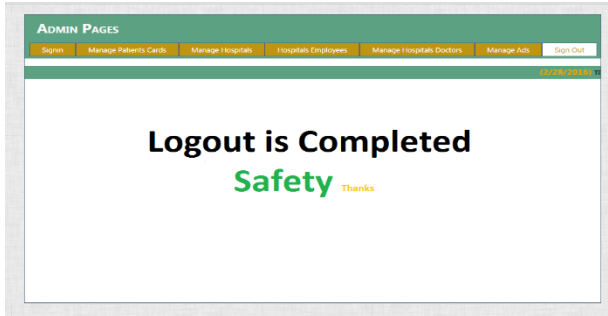 ADMIN PAGES
Signin Manage Patients Cards Manage Hospitals Hospitals Employees Manage Hospitals Doctors Manage Ads Sign Out
(2/28/2016)
Logout is Completed
Safety Thanks